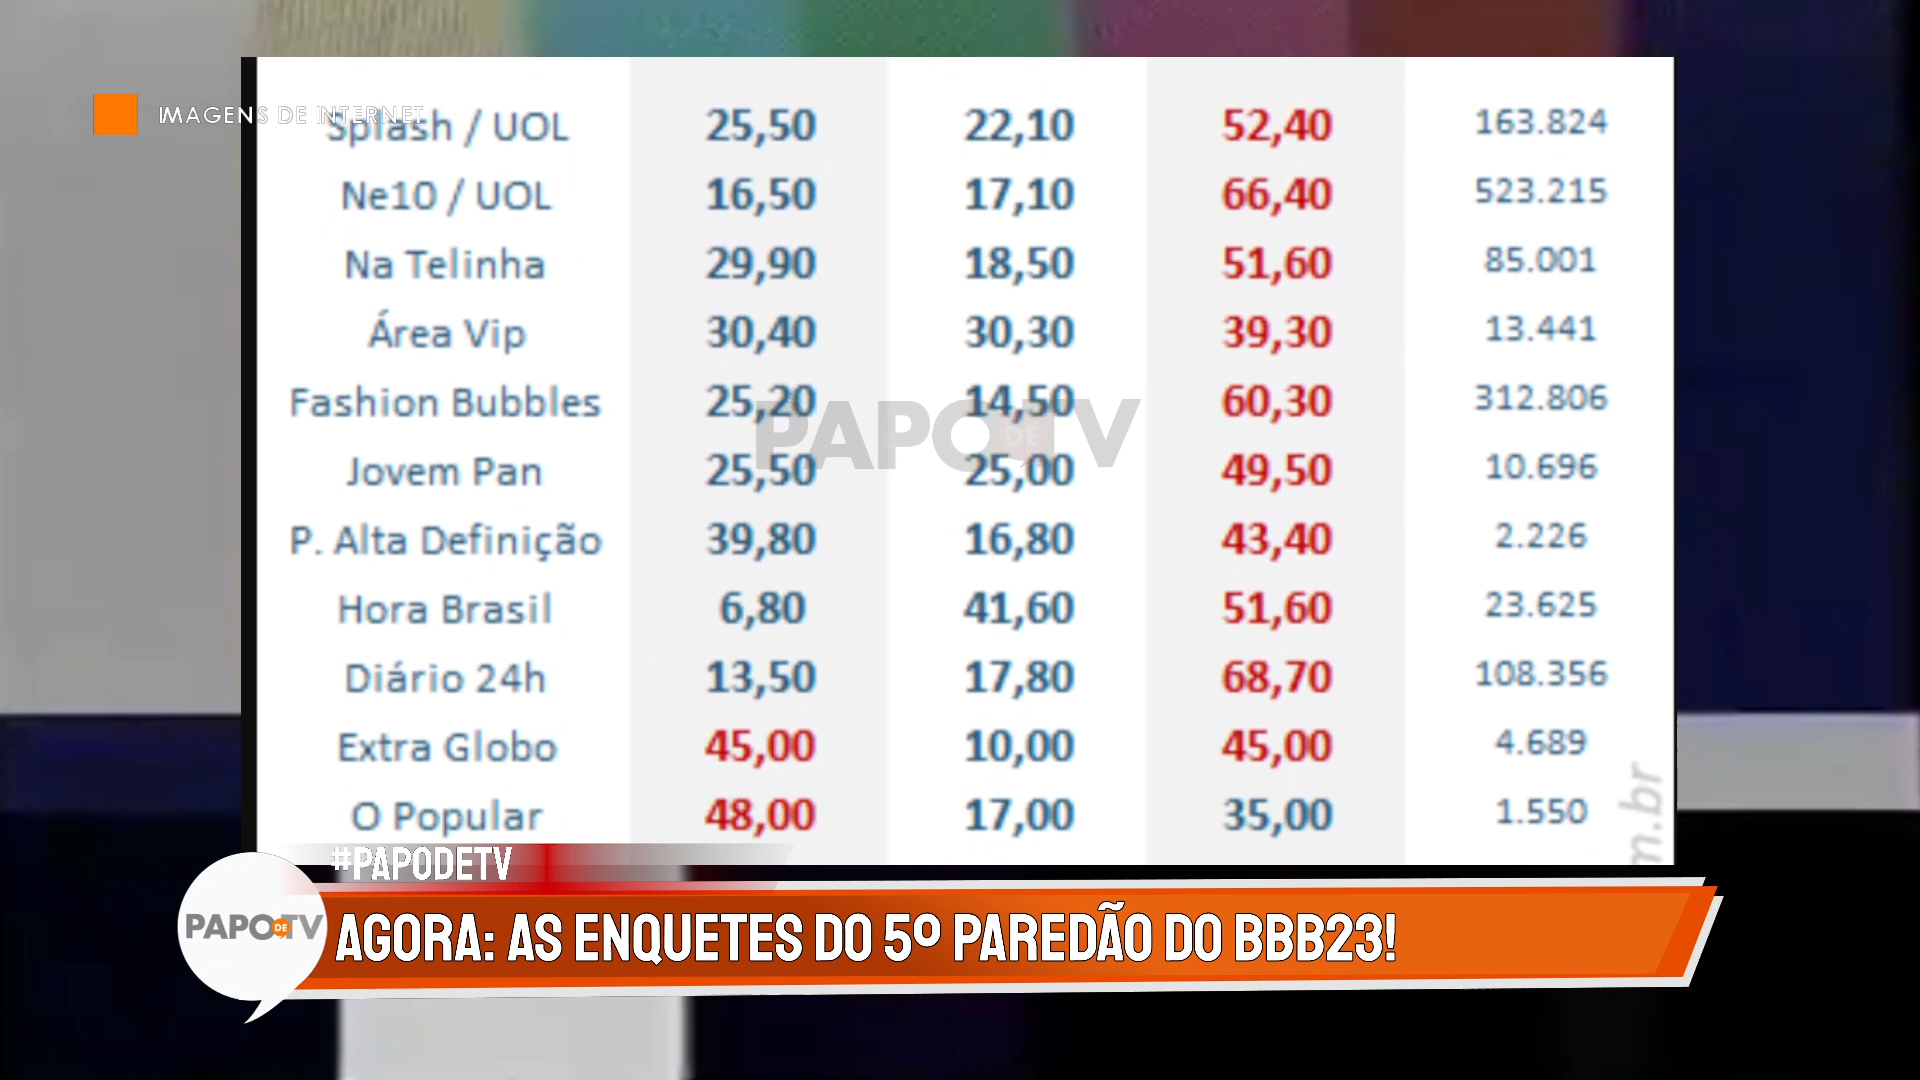 IMAGENS DE INTERNET
Splash / UOL 25,50 22,10 52,40 163.824
Ne10 / UOL 16,50 17,10 66,40 523.215
Na Telinha 29,90 18,50 51,60 85.001
Área Vip 30,40 30,30 39,30 13.441
Fashion Bubbles 25,20 14,50 60,30 312.806
PAPO DE TV
Jovem Pan 25,50 25,00 49,50 10.696
P. Alta Definição 39,80 16,80 43,40 2.226
Hora Brasil 6,80 41,60 51,60 23.625
Diário 24h 13,50 17,80 68,70 108.356
Extra Globo 45,00 10,00 45,00 4.689
O Popular 48,00 17,00 35,00 1.550
m.br
#PAPODETV
PAPO DE TV
AGORA: AS ENQUETES DO 5º PAREDÃO DO BBB23!